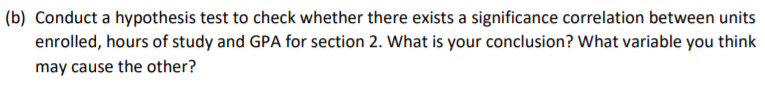 (b) Conduct a hypothesis test to check whether there exists a significance correlation between units
enrolled, hours of study and GPA for section 2. What is your conclusion? What variable you think
may cause the other?